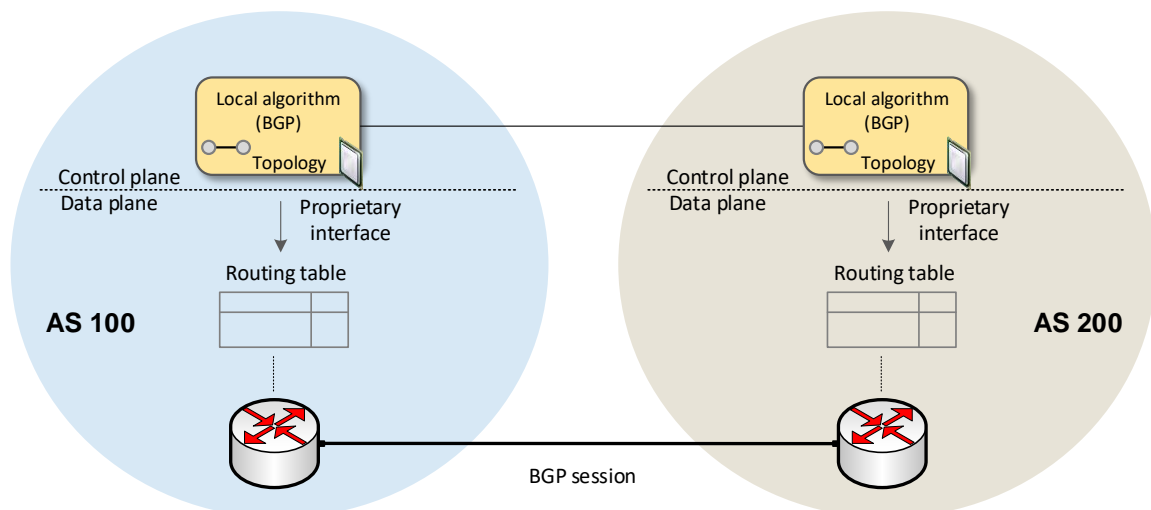 Local algorithm
(BGP)
Topology
Control plane
Data plane
Proprietary
interface
Routing table
AS 100
Local algorithm
(BGP)
Topology
Control plane
Data plane
Proprietary
interface
Routing table
AS 200
BGP session